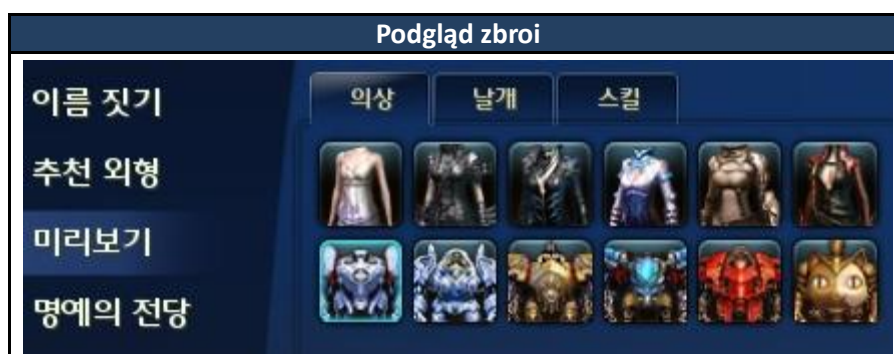 Podgląd zbroi
이름 짓기
추천 외형
미리보기
명예의 전당
의상 날개 스킬